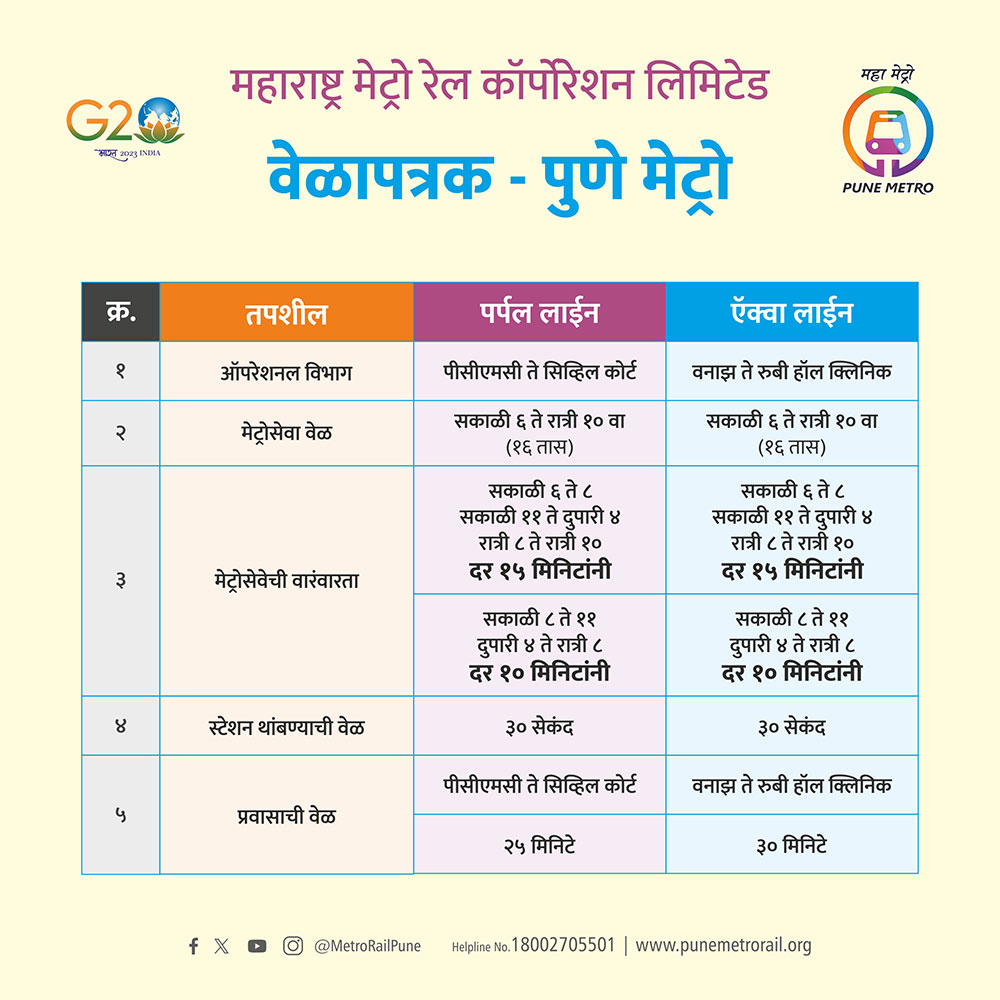 महाराष्ट्र मेट्रो रेल कॉर्पोरेशन लिमिटेड
G20
भारत 2023 INDIA
महा मेट्रो
PUNE METRO
वेळापत्रक - पुणे मेट्रो
क्र.
तपशील
पर्पल लाईन
ऍक्वा लाईन
१
ऑपरेशनल विभाग
पीसीएमसी ते सिव्हिल कोर्ट
वनाझ ते रुबी हॉल क्लिनिक
२
मेट्रोसेवा वेळ
सकाळी ६ ते रात्री १० वा
(१६ तास)
सकाळी ६ ते रात्री १० वा
(१६ तास)
३
मेट्रोसेवेची वारंवारता
सकाळी ६ ते ८
सकाळी ११ ते दुपारी ४
रात्री ८ ते रात्री १०
दर १५ मिनिटांनी
सकाळी ६ ते ८
सकाळी ११ ते दुपारी ४
रात्री ८ ते रात्री १०
दर १५ मिनिटांनी
सकाळी ८ ते ११
दुपारी ४ ते रात्री ८
दर १० मिनिटांनी
सकाळी ८ ते ११
दुपारी ४ ते रात्री ८
दर १० मिनिटांनी
४
स्टेशन थांबण्याची वेळ
३० सेकंद
३० सेकंद
५
प्रवासाची वेळ
पीसीएमसी ते सिव्हिल कोर्ट
वनाझ ते रुबी हॉल क्लिनिक
२५ मिनिटे
३० मिनिटे
@MetroRailPune Helpline No.18002705501 | www.punemetrorail.org